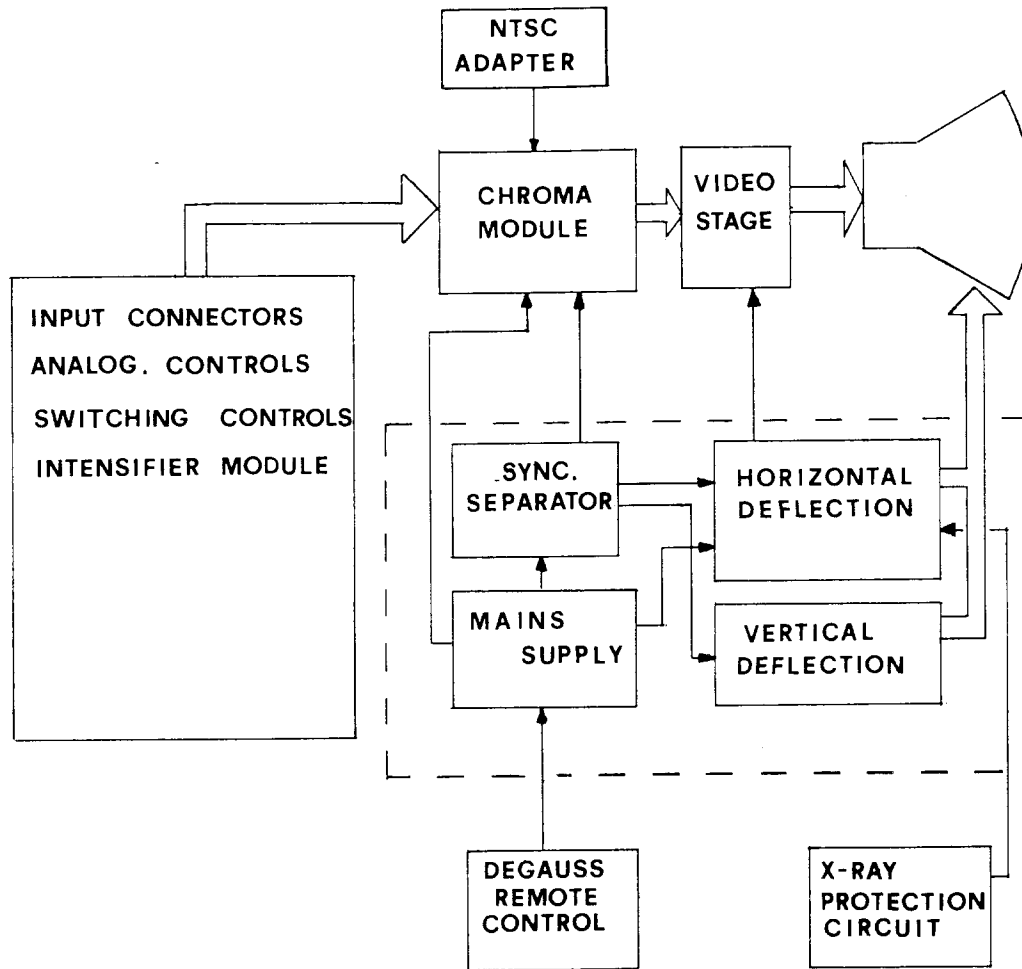 NTSC
ADAPTER
CHROMA
MODULE
VIDEO
STAGE
INPUT CONNECTORS
ANALOG. CONTROLS
SWITCHING CONTROLS
INTENSIFIER MODULE
SYNC.
SEPARATOR
HORIZONTAL
DEFLECTION
MAINS
SUPPLY
VERTICAL
DEFLECTION
DEGAUSS
REMOTE
CONTROL
X-RAY
PROTECTION
CIRCUIT